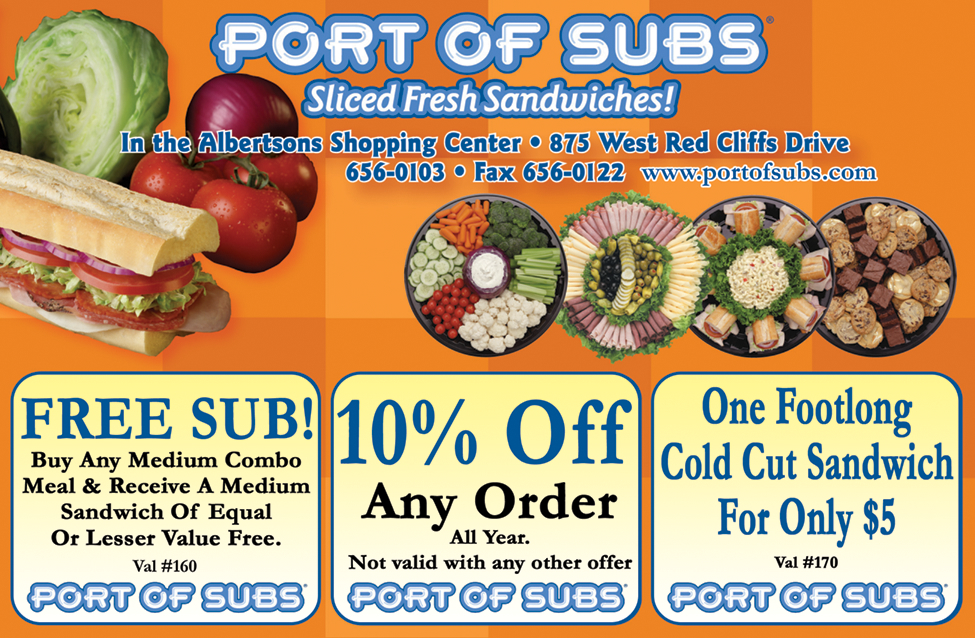 PORT OF SUBS®
Sliced Fresh Sandwiches!
In the Albertsons Shopping Center • 875 West Red Cliffs Drive
656-0103 • Fax 656-0122 www.portofsubs.com
FREE SUB!
Buy Any Medium Combo
Meal & Receive A Medium
Sandwich Of Equal
Or Lesser Value Free.
Val #160
PORT OF SUBS®
10% Off
Any Order
All Year.
Not valid with any other offer
PORT OF SUBS®
One Footlong
Cold Cut Sandwich
For Only $5
Val #170
PORT OF SUBS®